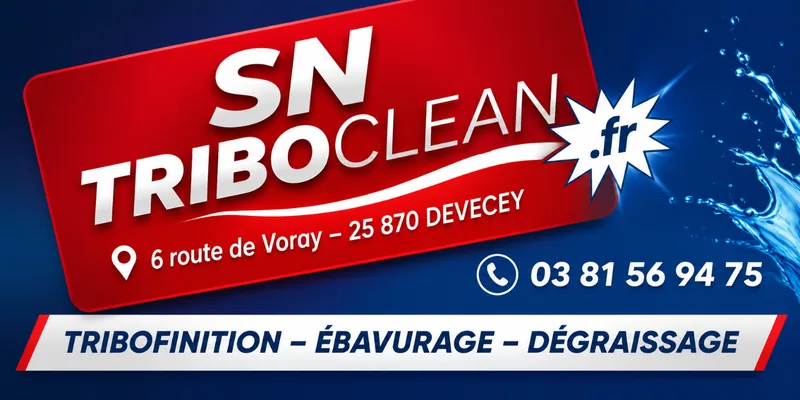 SN
TRIBOCLEAN
.fr
6 route de Voray – 25 870 DEVECEY
03 81 56 94 75
TRIBOFINITION – ÉBAVURAGE – DÉGRAISSAGE